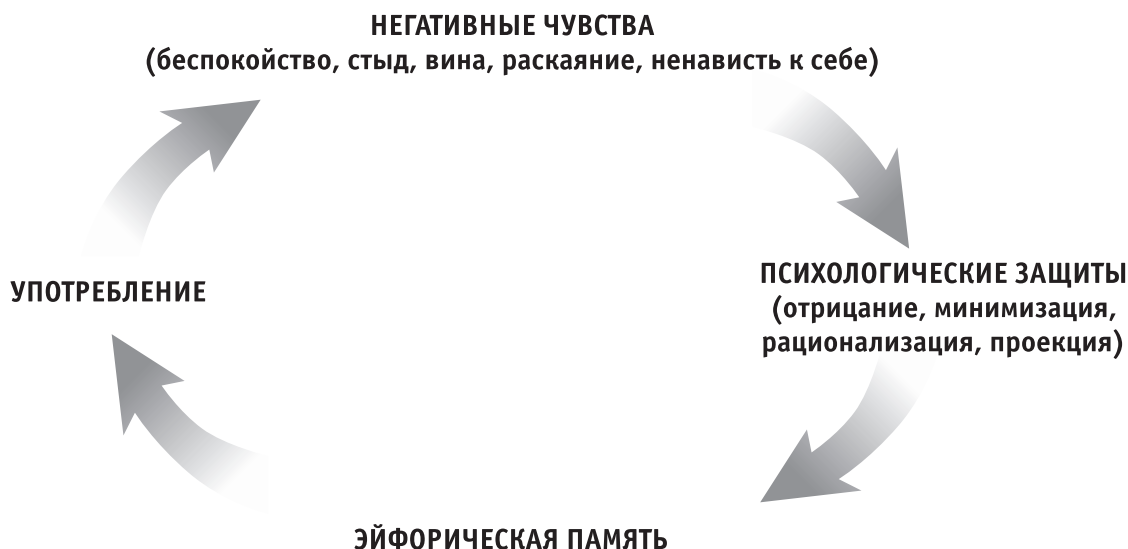 НЕГАТИВНЫЕ ЧУВСТВА
(беспокойство, стыд, вина, раскаяние, ненависть к себе)
УПОТРЕБЛЕНИЕ
ПСИХОЛОГИЧЕСКИЕ ЗАЩИТЫ
(отрицание, минимизация,
рационализация, проекция)
ЭЙФОРИЧЕСКАЯ ПАМЯТЬ